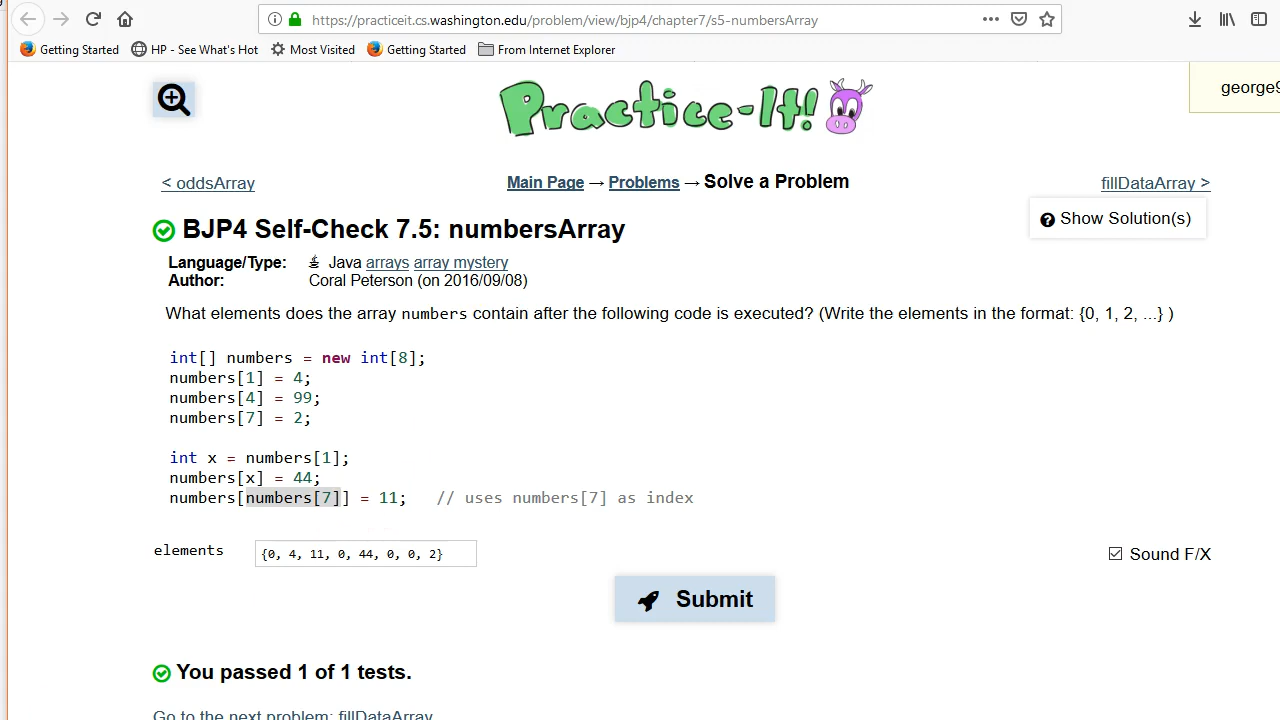 https://practiceit.cs.washington.edu/problem/view/bjp4/chapter7/s5-numbersArray
Getting Started HP - See What's Hot Most Visited Getting Started From Internet Explorer
Practice-It!
george9
< oddsArray Main Page → Problems → Solve a Problem fillDataArray >
Show Solution(s)
BJP4 Self-Check 7.5: numbersArray
Language/Type: Java arrays array mystery
Author: Coral Peterson (on 2016/09/08)
What elements does the array numbers contain after the following code is executed? (Write the elements in the format: {0, 1, 2, ...} )
int[] numbers = new int[8];
numbers[1] = 4;
numbers[4] = 99;
numbers[7] = 2;
int x = numbers[1];
numbers[x] = 44;
numbers[numbers[7]] = 11; // uses numbers[7] as index
elements {0, 4, 11, 0, 44, 0, 0, 2} Sound F/X
Submit
You passed 1 of 1 tests.
Go to the next problem: fillDataArray